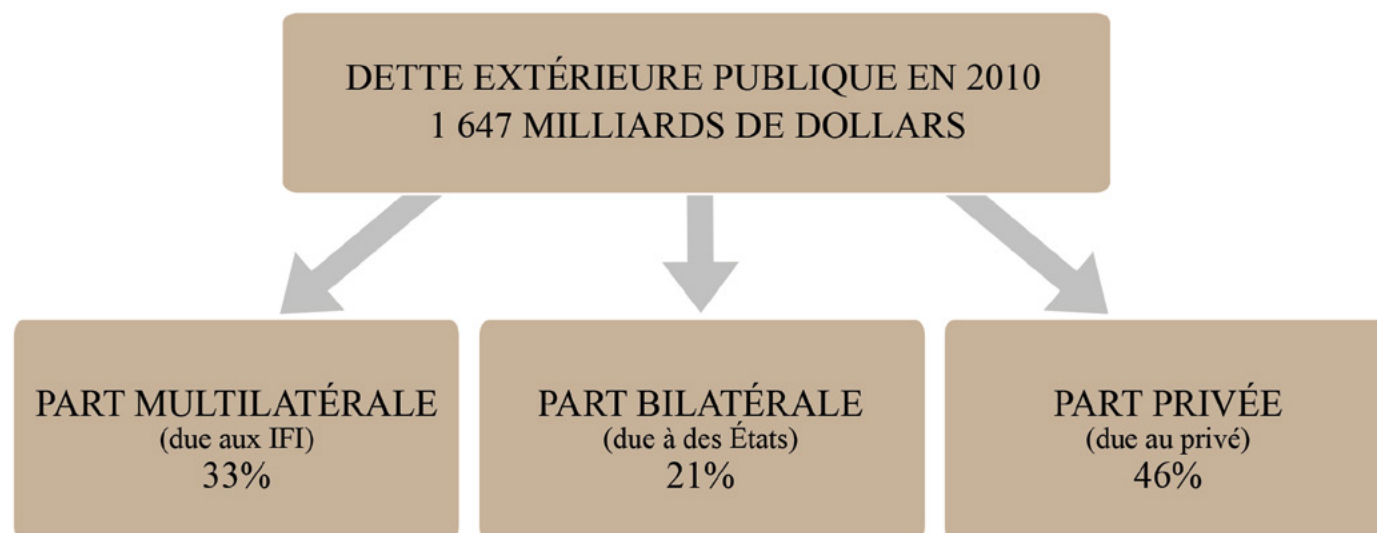 DETTE EXTÉRIEURE PUBLIQUE EN 2010
1 647 MILLIARDS DE DOLLARS
PART MULTILATÉRALE
(due aux IFI)
33%
PART BILATÉRALE
(due à des États)
21%
PART PRIVÉE
(due au privé)
46%